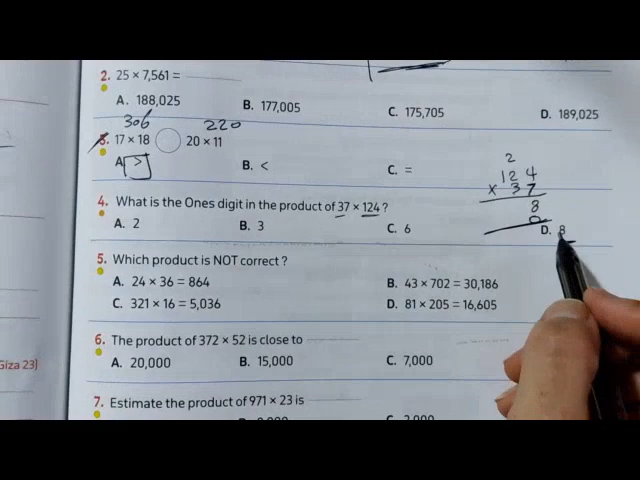 2. 25 × 7,561 =
A. 188,025 B. 177,005 C. 175,705 D. 189,025
306 220
3. 17 × 18 20 × 11
A. > B. < C. =
2
124
× 37
8
0
4. What is the Ones digit in the product of 37 × 124 ?
A. 2 B. 3 C. 6 D. 8
5. Which product is NOT correct ?
A. 24 × 36 = 864 B. 43 × 702 = 30,186
C. 321 × 16 = 5,036 D. 81 × 205 = 16,605
6. The product of 372 × 52 is close to
A. 20,000 B. 15,000 C. 7,000
Giza 23)
7. Estimate the product of 971 × 23 is